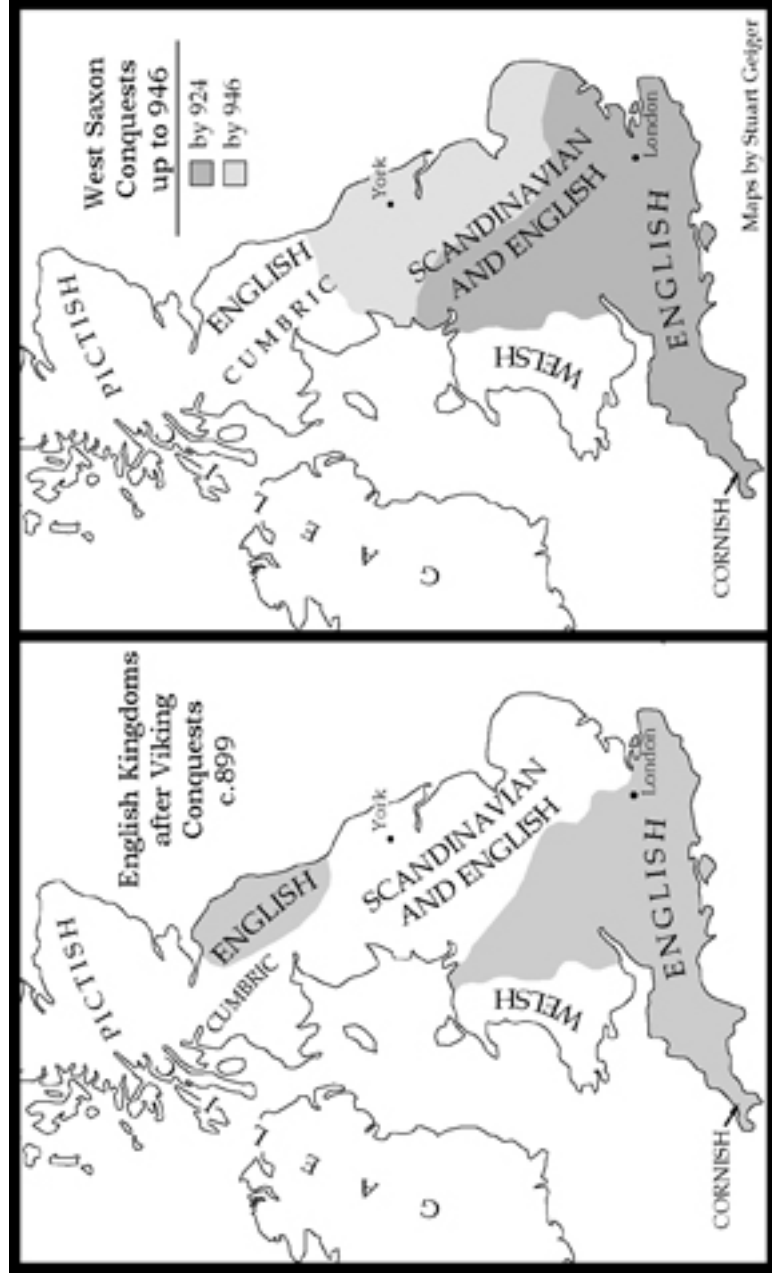 English Kingdoms
after Viking
Conquests
c.899
PICTISH
GAELIC
CUMBRIC
ENGLISH
York
SCANDINAVIAN
AND ENGLISH
WELSH
ENGLISH
London
CORNISH
West Saxon
Conquests
up to 946
by 924
by 946
PICTISH
GAELIC
ENGLISH
CUMBRIC
York
SCANDINAVIAN
AND ENGLISH
WELSH
ENGLISH
London
CORNISH
Maps by Stuart Geiger